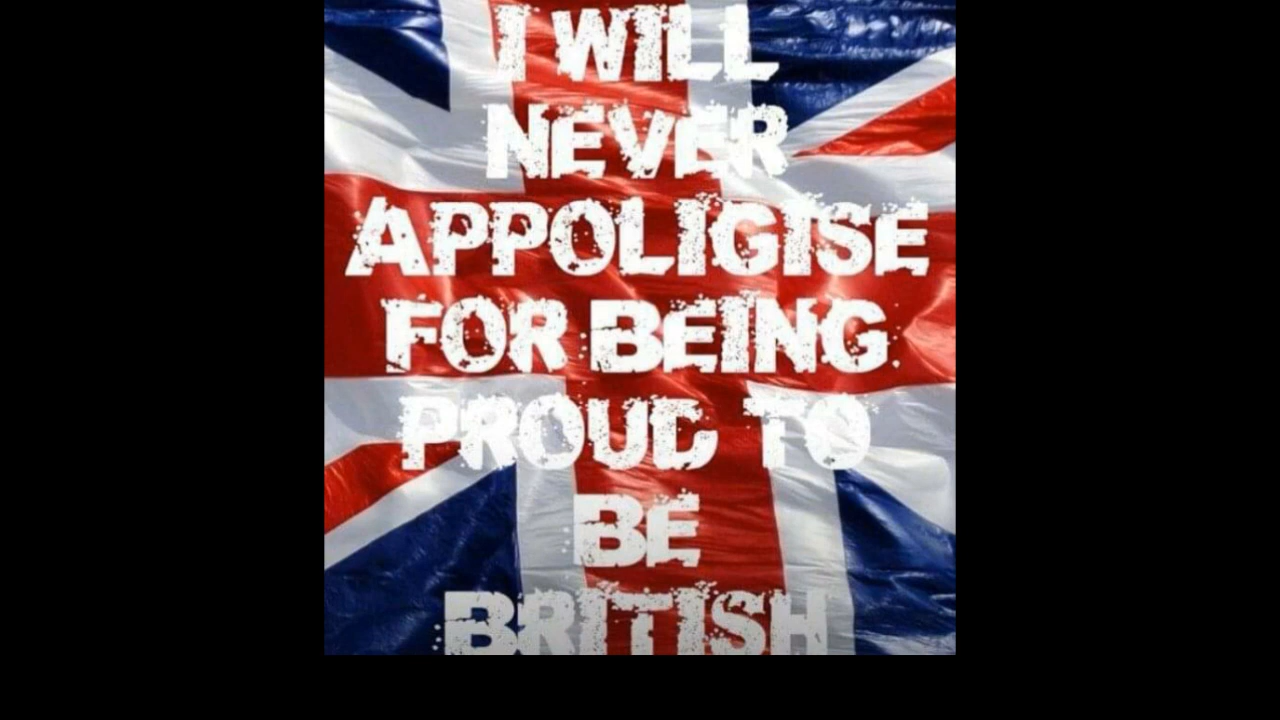 I WILL
NEVER
APPOLIGISE
FOR BEING
PROUD TO
BE
BRITISH